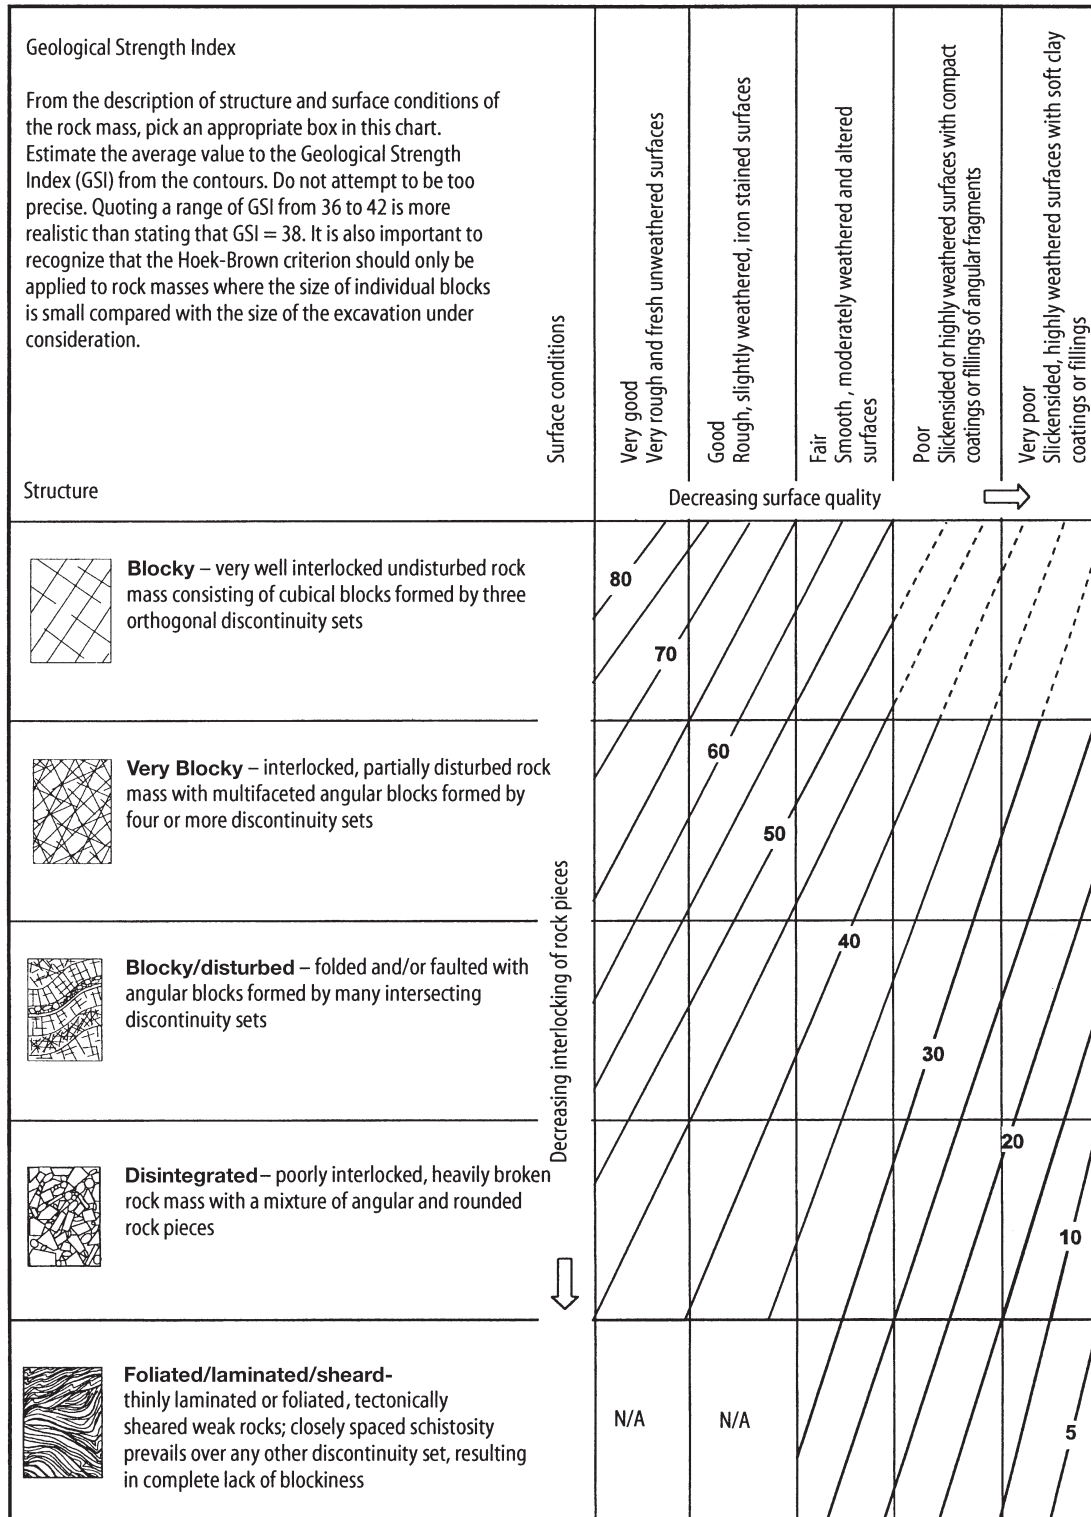 Geological Strength Index
From the description of structure and surface conditions of
the rock mass, pick an appropriate box in this chart.
Estimate the average value to the Geological Strength
Index (GSI) from the contours. Do not attempt to be too
precise. Quoting a range of GSI from 36 to 42 is more
realistic than stating that GSI = 38. It is also important to
recognize that the Hoek-Brown criterion should only be
applied to rock masses where the size of individual blocks
is small compared with the size of the excavation under
consideration.
Structure
Surface conditions
Very good
Very rough and fresh unweathered surfaces
Good
Rough, slightly weathered, iron stained surfaces
Fair
Smooth , moderately weathered and altered
surfaces
Poor
Slickensided or highly weathered surfaces with compact
coatings or fillings of angular fragments
Very poor
Slickensided, highly weathered surfaces with soft clay
coatings or fillings
Decreasing surface quality
Blocky – very well interlocked undisturbed rock
mass consisting of cubical blocks formed by three
orthogonal discontinuity sets
80
70
Very Blocky – interlocked, partially disturbed rock
mass with multifaceted angular blocks formed by
four or more discontinuity sets
60
50
Decreasing interlocking of rock pieces
Blocky/disturbed – folded and/or faulted with
angular blocks formed by many intersecting
discontinuity sets
40
30
Disintegrated – poorly interlocked, heavily broken
rock mass with a mixture of angular and rounded
rock pieces
20
10
Foliated/laminated/sheard-
thinly laminated or foliated, tectonically
sheared weak rocks; closely spaced schistosity
prevails over any other discontinuity set, resulting
in complete lack of blockiness
N/A
N/A
5